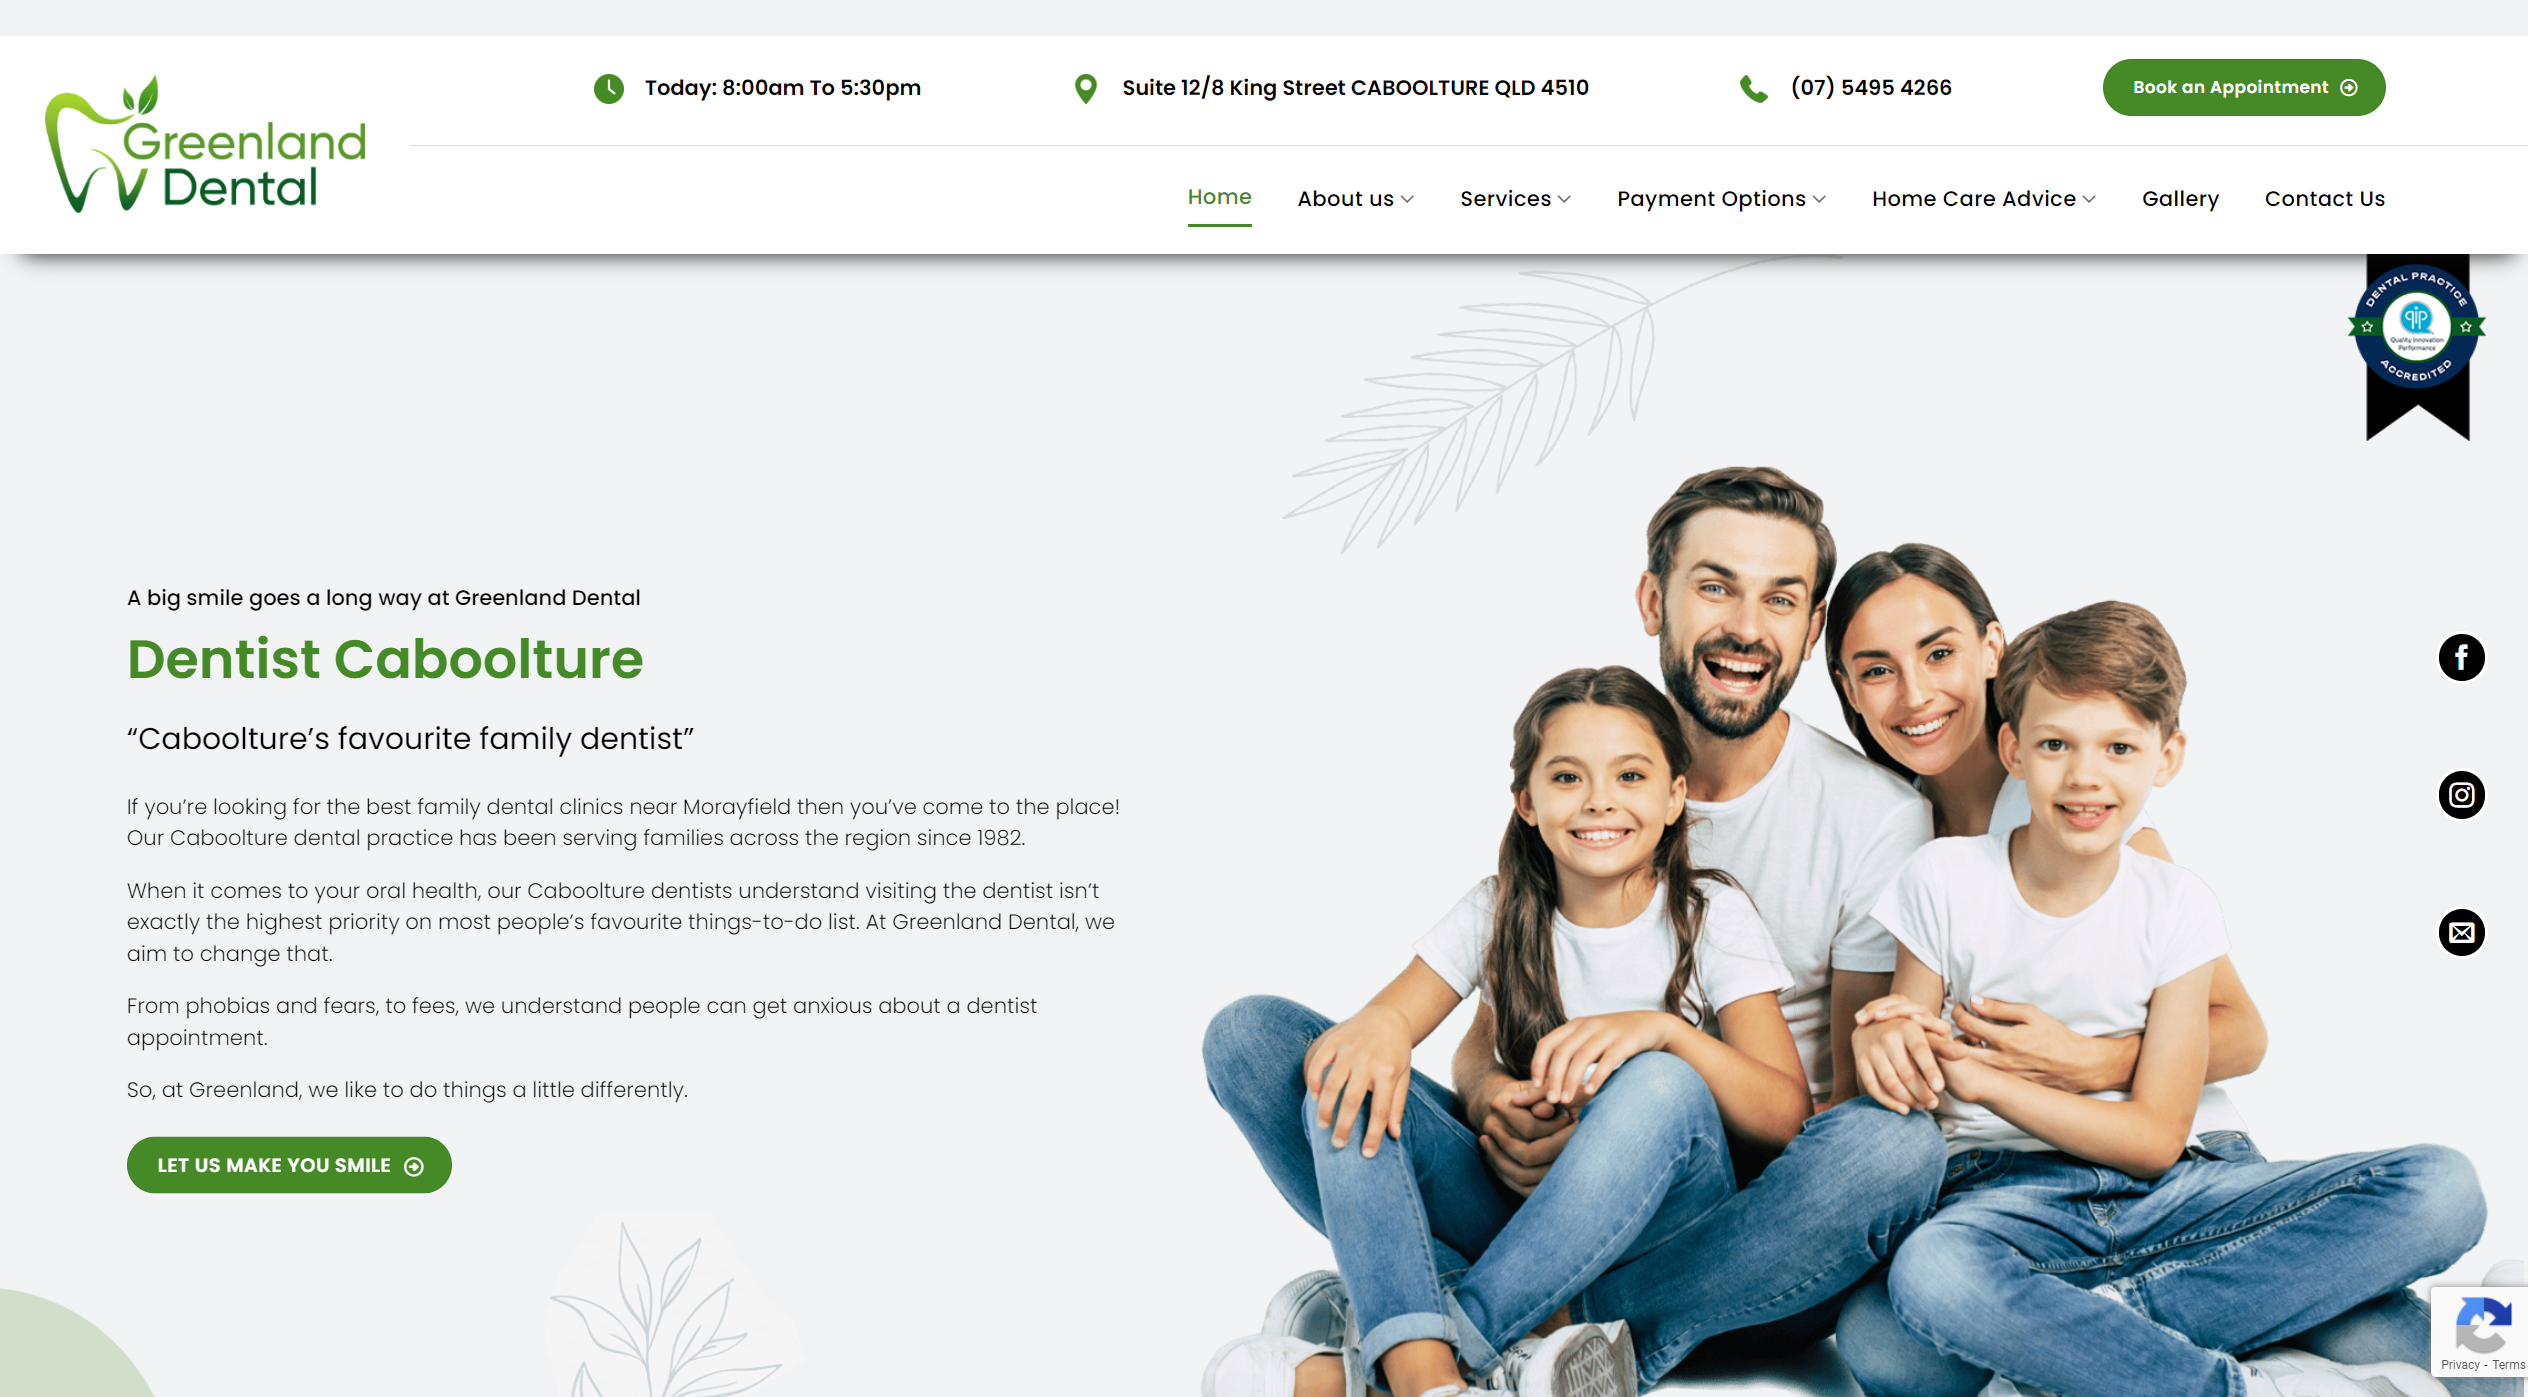 Greenland
Dental
Today: 8:00am To 5:30pm
Suite 12/8 King Street CABOOLTURE QLD 4510
(07) 5495 4266
Book an Appointment
Home
About us
Services
Payment Options
Home Care Advice
Gallery
Contact Us
DENTAL PRACTICE
qip
Quality Innovation
Performance
ACCREDITED
A big smile goes a long way at Greenland Dental
Dentist Caboolture
“Caboolture’s favourite family dentist”
If you’re looking for the best family dental clinics near Morayfield then you’ve come to the place!
Our Caboolture dental practice has been serving families across the region since 1982.
When it comes to your oral health, our Caboolture dentists understand visiting the dentist isn’t
exactly the highest priority on most people’s favourite things-to-do list. At Greenland Dental, we
aim to change that.
From phobias and fears, to fees, we understand people can get anxious about a dentist
appointment.
So, at Greenland, we like to do things a little differently.
LET US MAKE YOU SMILE
Privacy - Terms